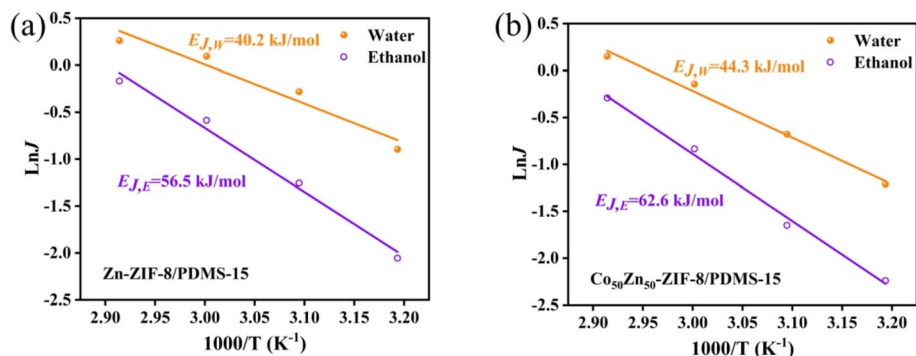 (a)
0.5
0.0
-0.5
-1.0
-1.5
-2.0
-2.5
LnJ
E_J,W=40.2 kJ/mol
Water
Ethanol
E_J,E=56.5 kJ/mol
Zn-ZIF-8/PDMS-15
2.90 2.95 3.00 3.05 3.10 3.15 3.20
1000/T (K⁻¹)
(b)
0.5
0.0
-0.5
-1.0
-1.5
-2.0
-2.5
LnJ
Water
Ethanol
E_J,W=44.3 kJ/mol
E_J,E=62.6 kJ/mol
Co₅₀Zn₅₀-ZIF-8/PDMS-15
2.90 2.95 3.00 3.05 3.10 3.15 3.20
1000/T (K⁻¹)